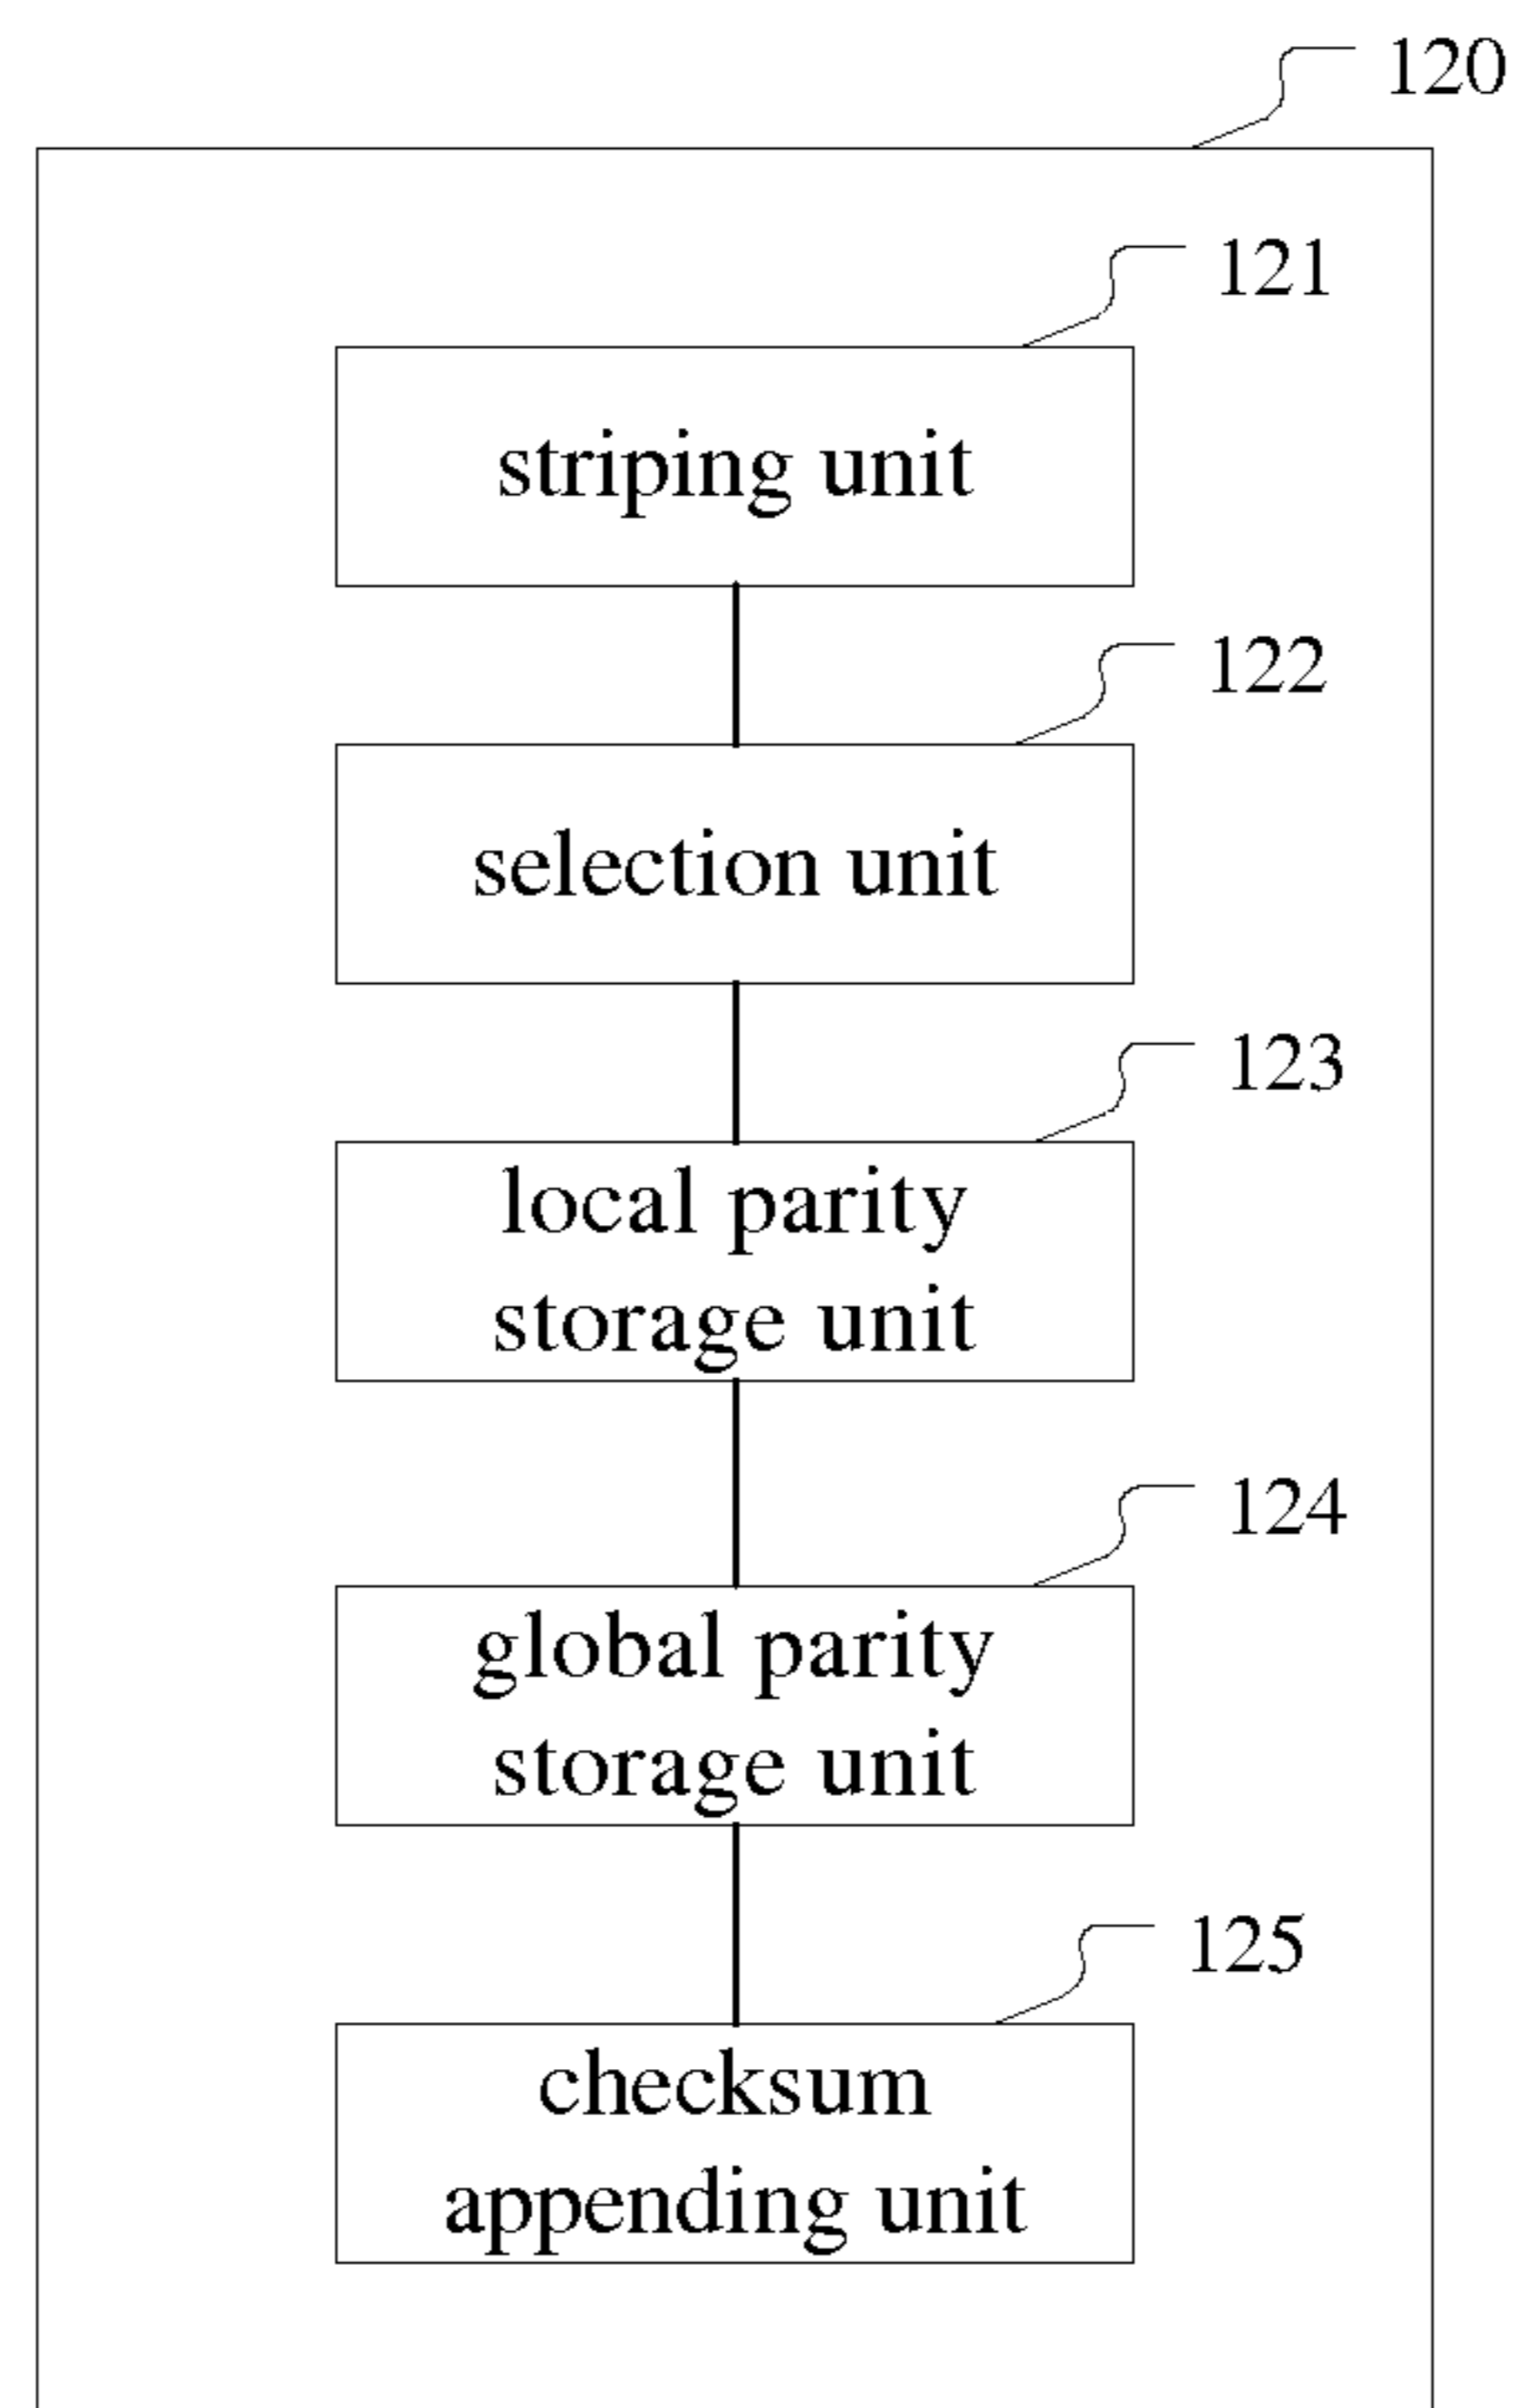 120
121
striping unit
122
selection unit
123
local parity
storage unit
124
global parity
storage unit
125
checksum
appending unit